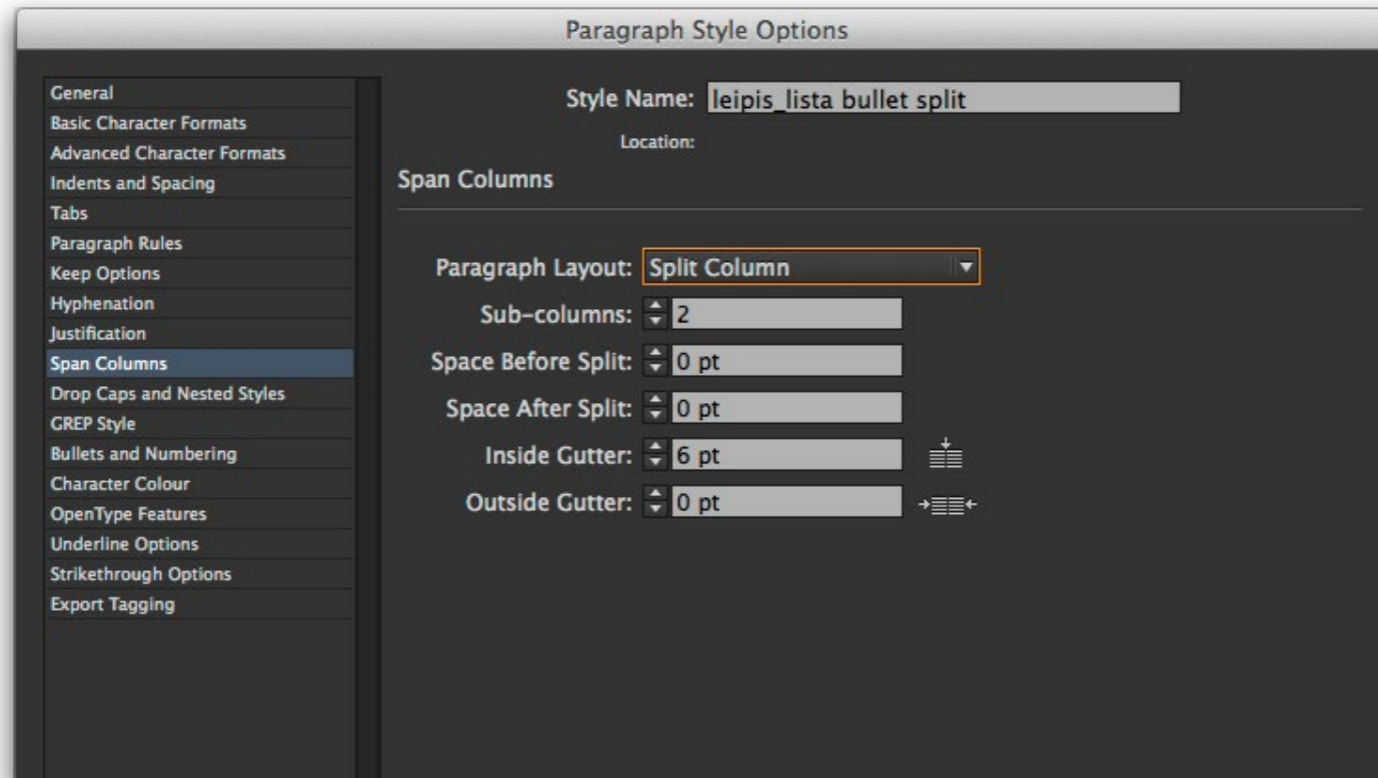 Paragraph Style Options
General
Basic Character Formats
Advanced Character Formats
Indents and Spacing
Tabs
Paragraph Rules
Keep Options
Hyphenation
Justification
Span Columns
Drop Caps and Nested Styles
GREP Style
Bullets and Numbering
Character Colour
OpenType Features
Underline Options
Strikethrough Options
Export Tagging
Style Name: leipis_lista bullet split
Location:
Span Columns
Paragraph Layout: Split Column
Sub-columns: 2
Space Before Split: 0 pt
Space After Split: 0 pt
Inside Gutter: 6 pt
Outside Gutter: 0 pt